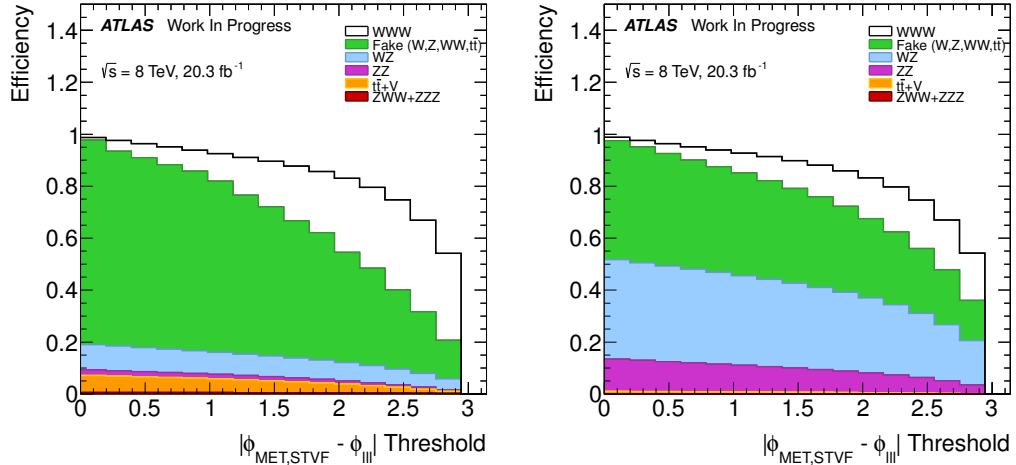 Efficiency
1.4
1.2
1
0.8
0.6
0.4
0.2
0
ATLAS Work In Progress
√s = 8 TeV, 20.3 fb⁻¹
WWW
Fake (W,Z,WW,tt̄)
WZ
ZZ
tt̄+V
ZWW+ZZZ
0 0.5 1 1.5 2 2.5 3
|ϕMET,STVF - ϕlll| Threshold
Efficiency
1.4
1.2
1
0.8
0.6
0.4
0.2
0
ATLAS Work In Progress
√s = 8 TeV, 20.3 fb⁻¹
WWW
Fake (W,Z,WW,tt̄)
WZ
ZZ
tt̄+V
ZWW+ZZZ
0 0.5 1 1.5 2 2.5 3
|ϕMET,STVF - ϕlll| Threshold